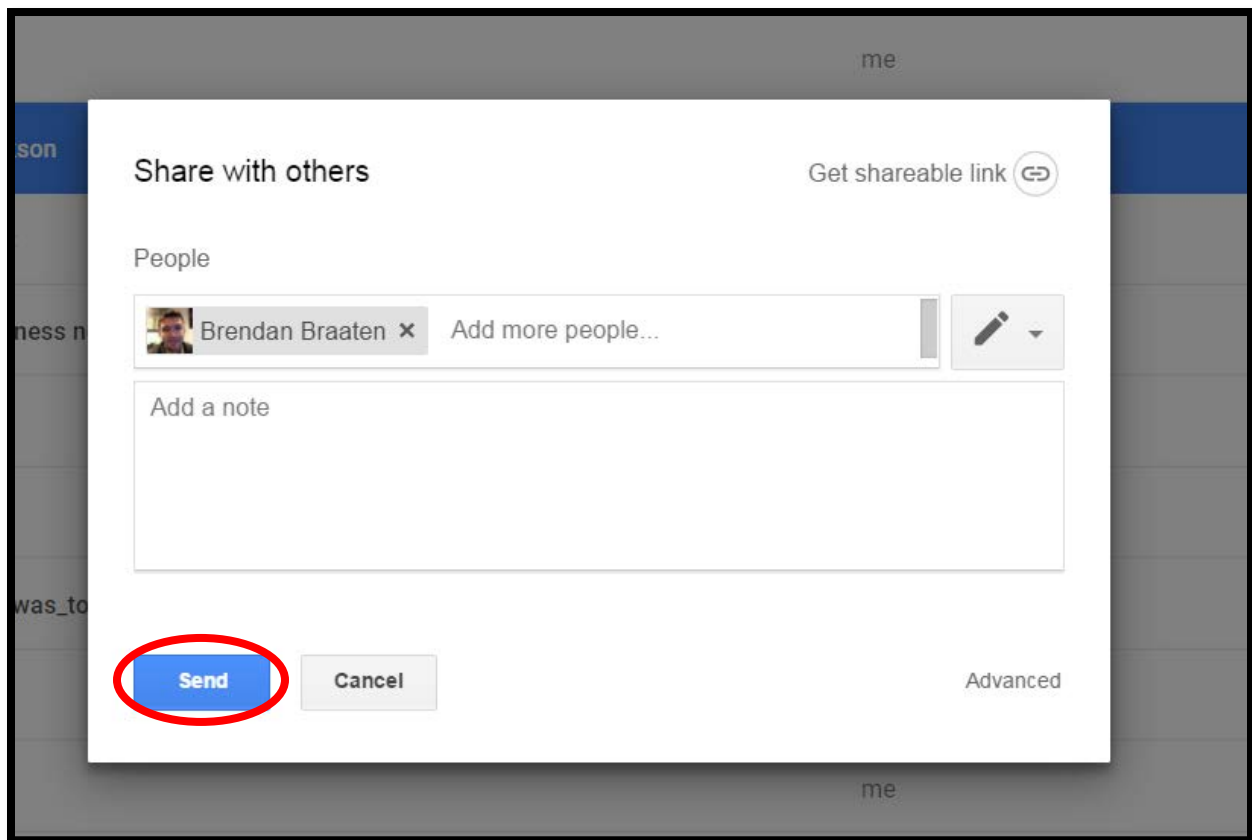 me
son
Share with others
Get shareable link
People
ness n
Brendan Braaten × Add more people...
Add a note
was_to
Send
Cancel
Advanced
me